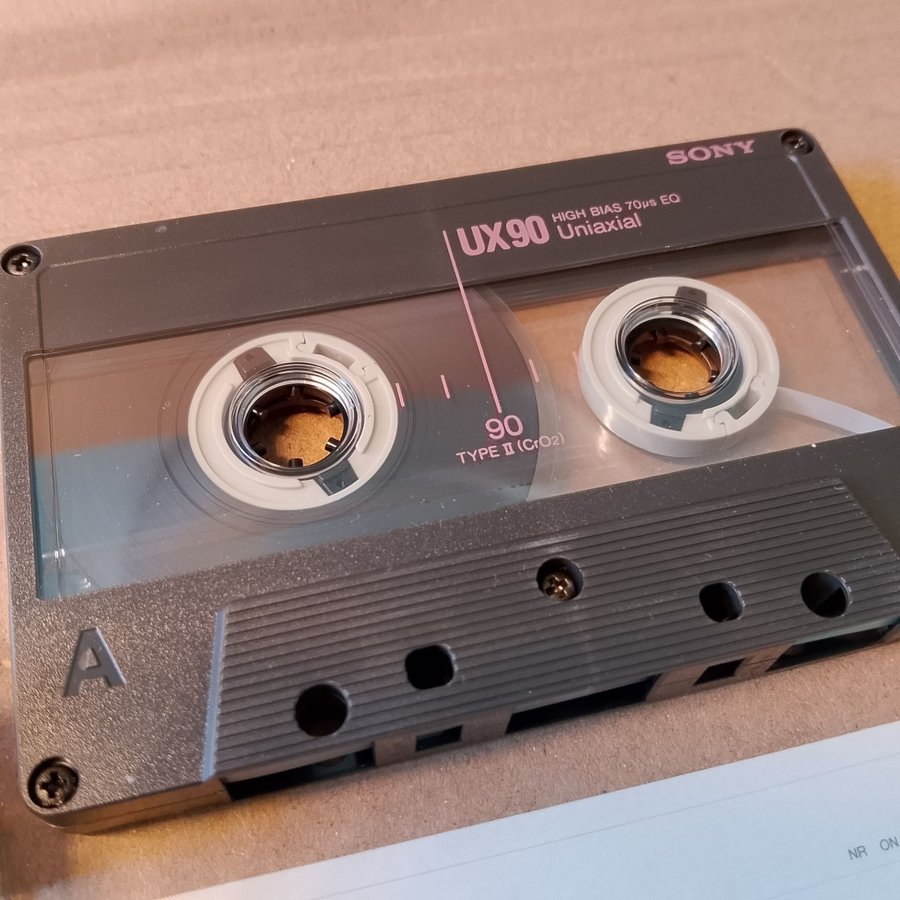 SONY
UX90 HIGH BIAS 70µs EQ
Uniaxial
90
TYPE II (CrO2)
A
NR ON